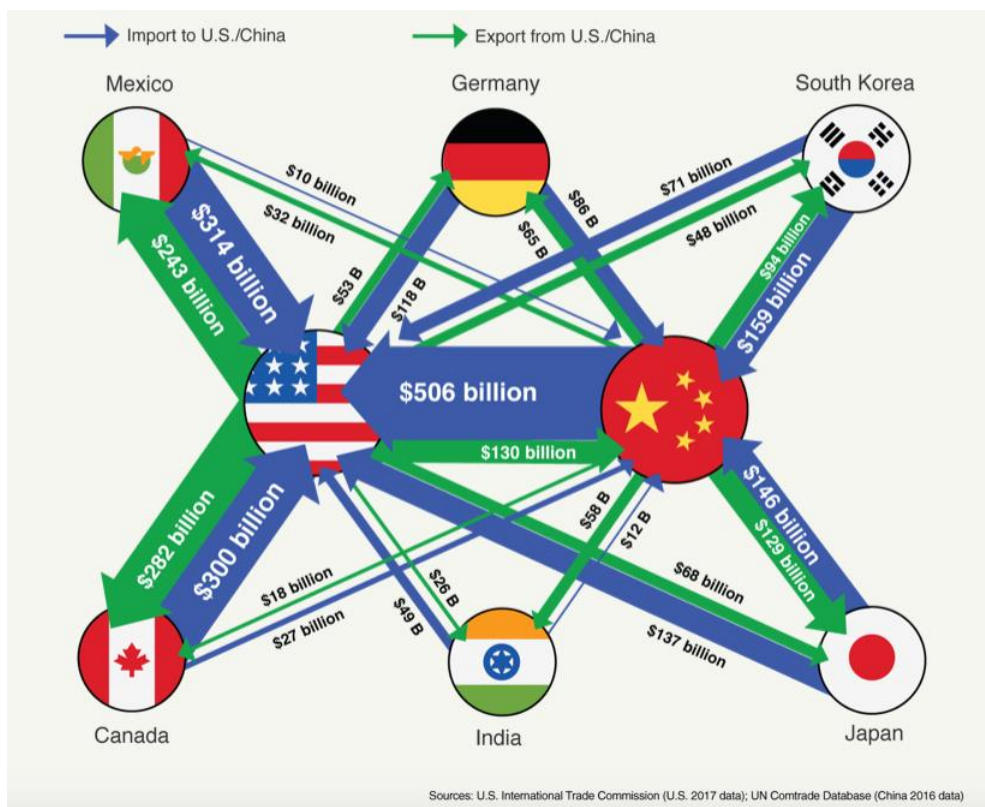 Import to U.S./China
Export from U.S./China
Mexico
Germany
South Korea
$10 billion
$32 billion
$314 billion
$243 billion
$53 B
$118 B
$86 B
$65 B
$71 billion
$48 billion
$94 billion
$159 billion
$506 billion
$130 billion
$282 billion
$300 billion
$18 billion
$27 billion
$26 B
$49 B
$58 B
$12 B
$68 billion
$137 billion
$146 billion
$129 billion
Canada
India
Japan
Sources: U.S. International Trade Commission (U.S. 2017 data); UN Comtrade Database (China 2016 data)